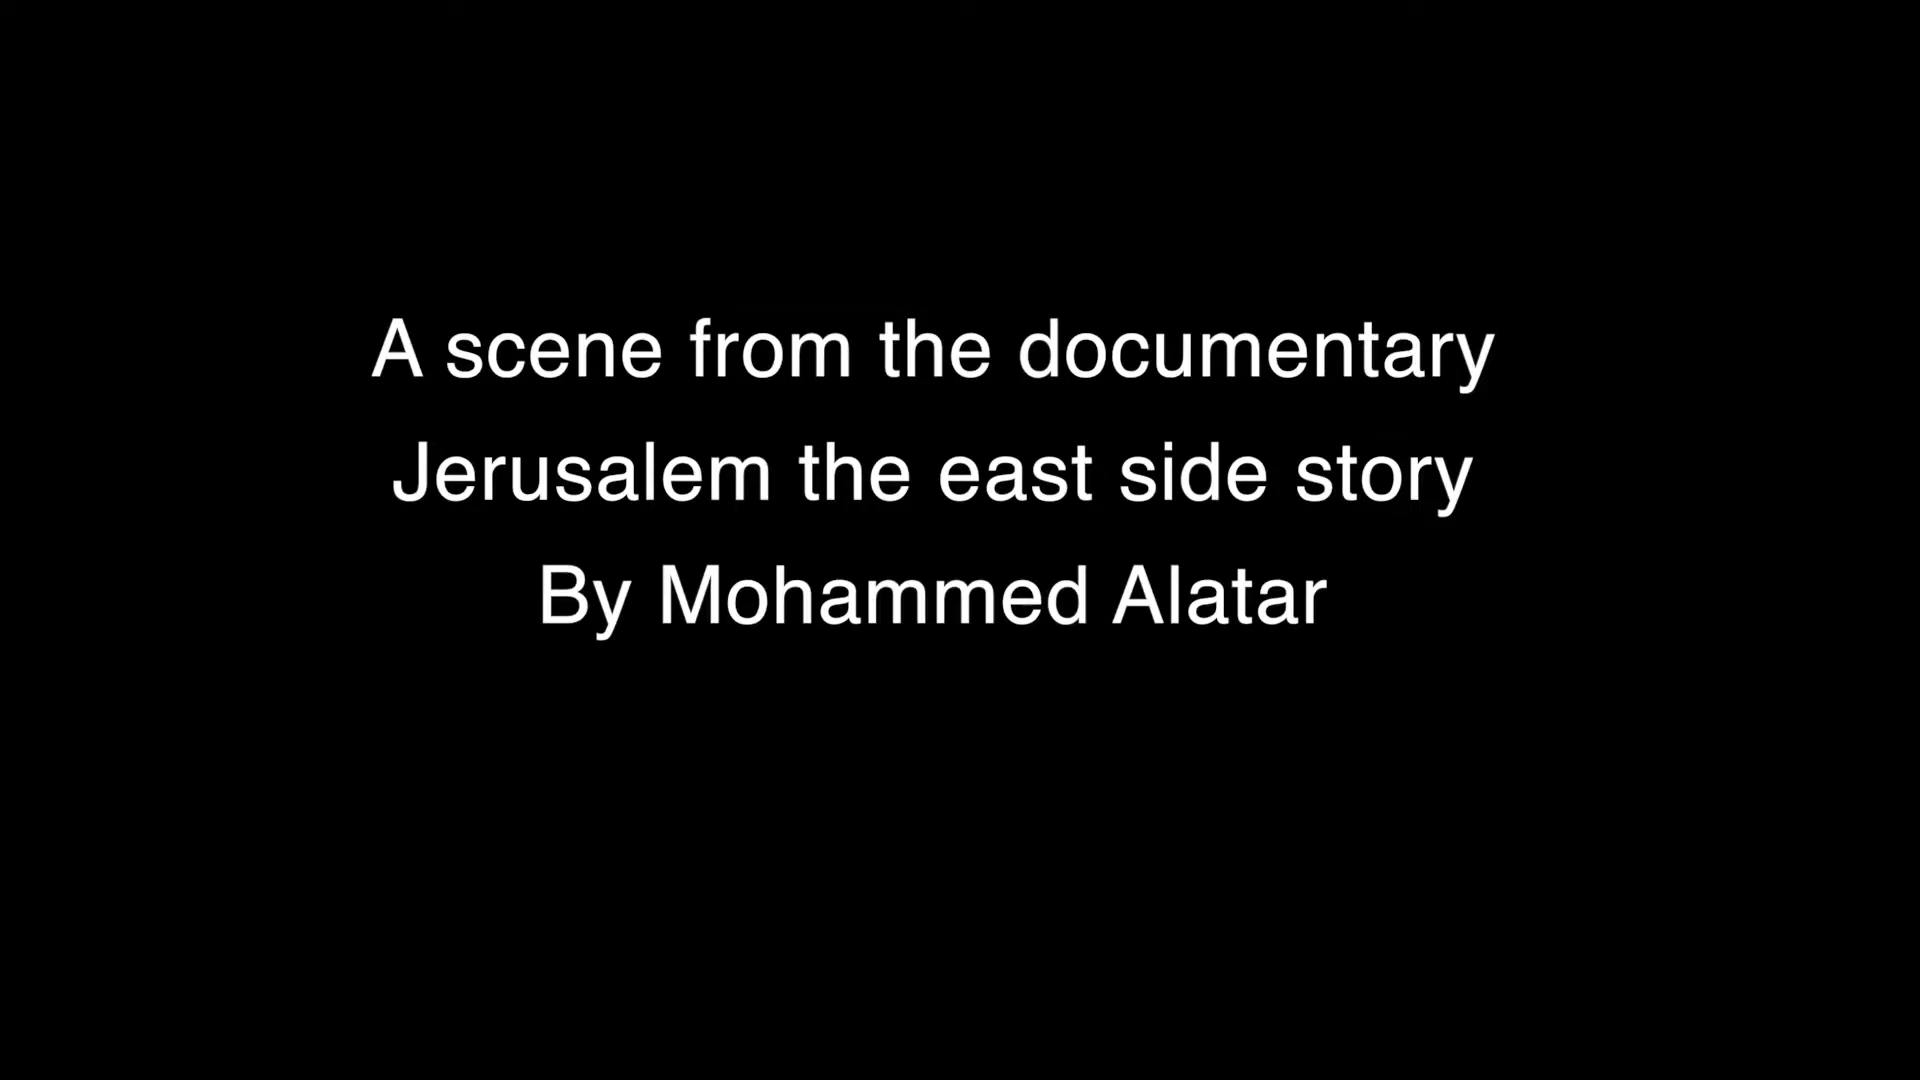 A scene from the documentary
Jerusalem the east side story
By Mohammed Alatar